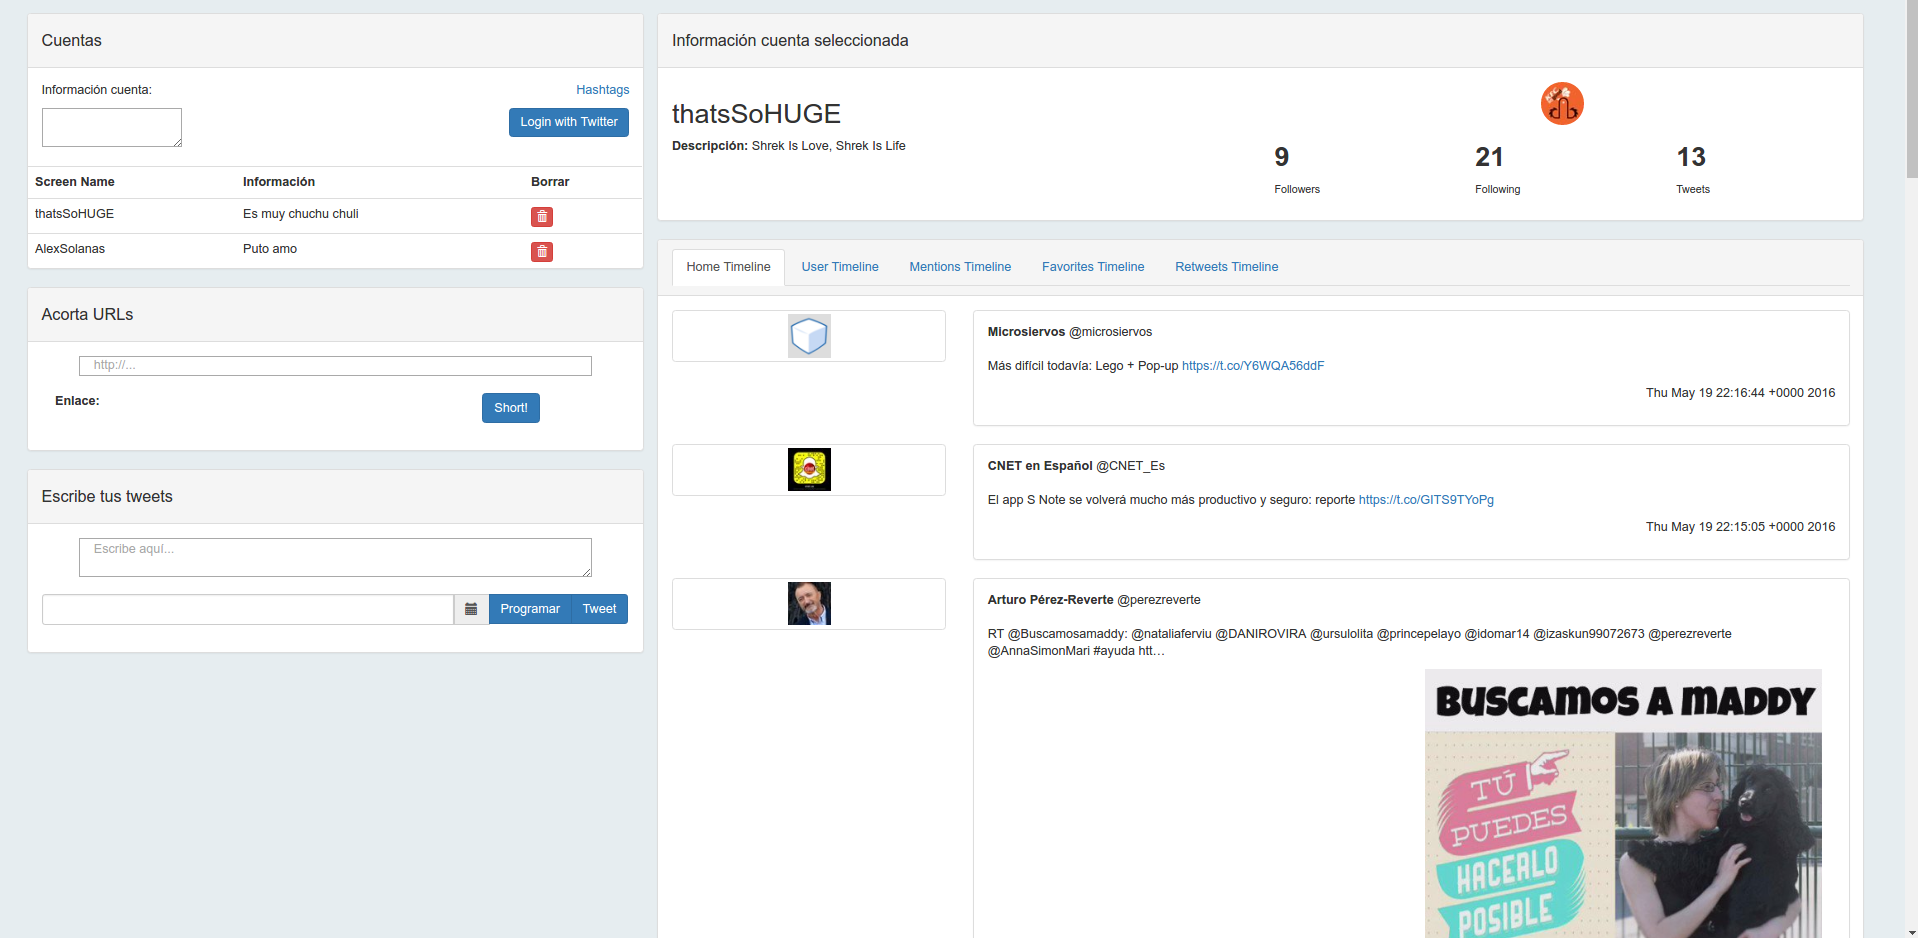 Cuentas
Información cuenta:
Hashtags
Login with Twitter
Screen Name Información Borrar
thatsSoHUGE Es muy chuchu chuli
AlexSolanas Puto amo
Acorta URLs
http://...
Enlace:
Short!
Escribe tus tweets
Escribe aquí...
Programar Tweet
Información cuenta seleccionada
thatsSoHUGE
Descripción: Shrek Is Love, Shrek Is Life
9 21 13
Followers Following Tweets
Home Timeline User Timeline Mentions Timeline Favorites Timeline Retweets Timeline
Microsiervos @microsiervos
Más difícil todavía: Lego + Pop-up https://t.co/Y6WQA56ddF
Thu May 19 22:16:44 +0000 2016
CNET en Español @CNET_Es
El app S Note se volverá mucho más productivo y seguro: reporte https://t.co/GITS9TYoPg
Thu May 19 22:15:05 +0000 2016
Arturo Pérez-Reverte @perezreverte
RT @Buscamosamaddy: @nataliaferviu @DANIROVIRA @ursulolita @princepelayo @idomar14 @izaskun99072673 @perezreverte
@AnnaSimonMari #ayuda htt…
BUSCAMOS A MADDY
TÚ
PUEDES
HACERLO
POSIBLE